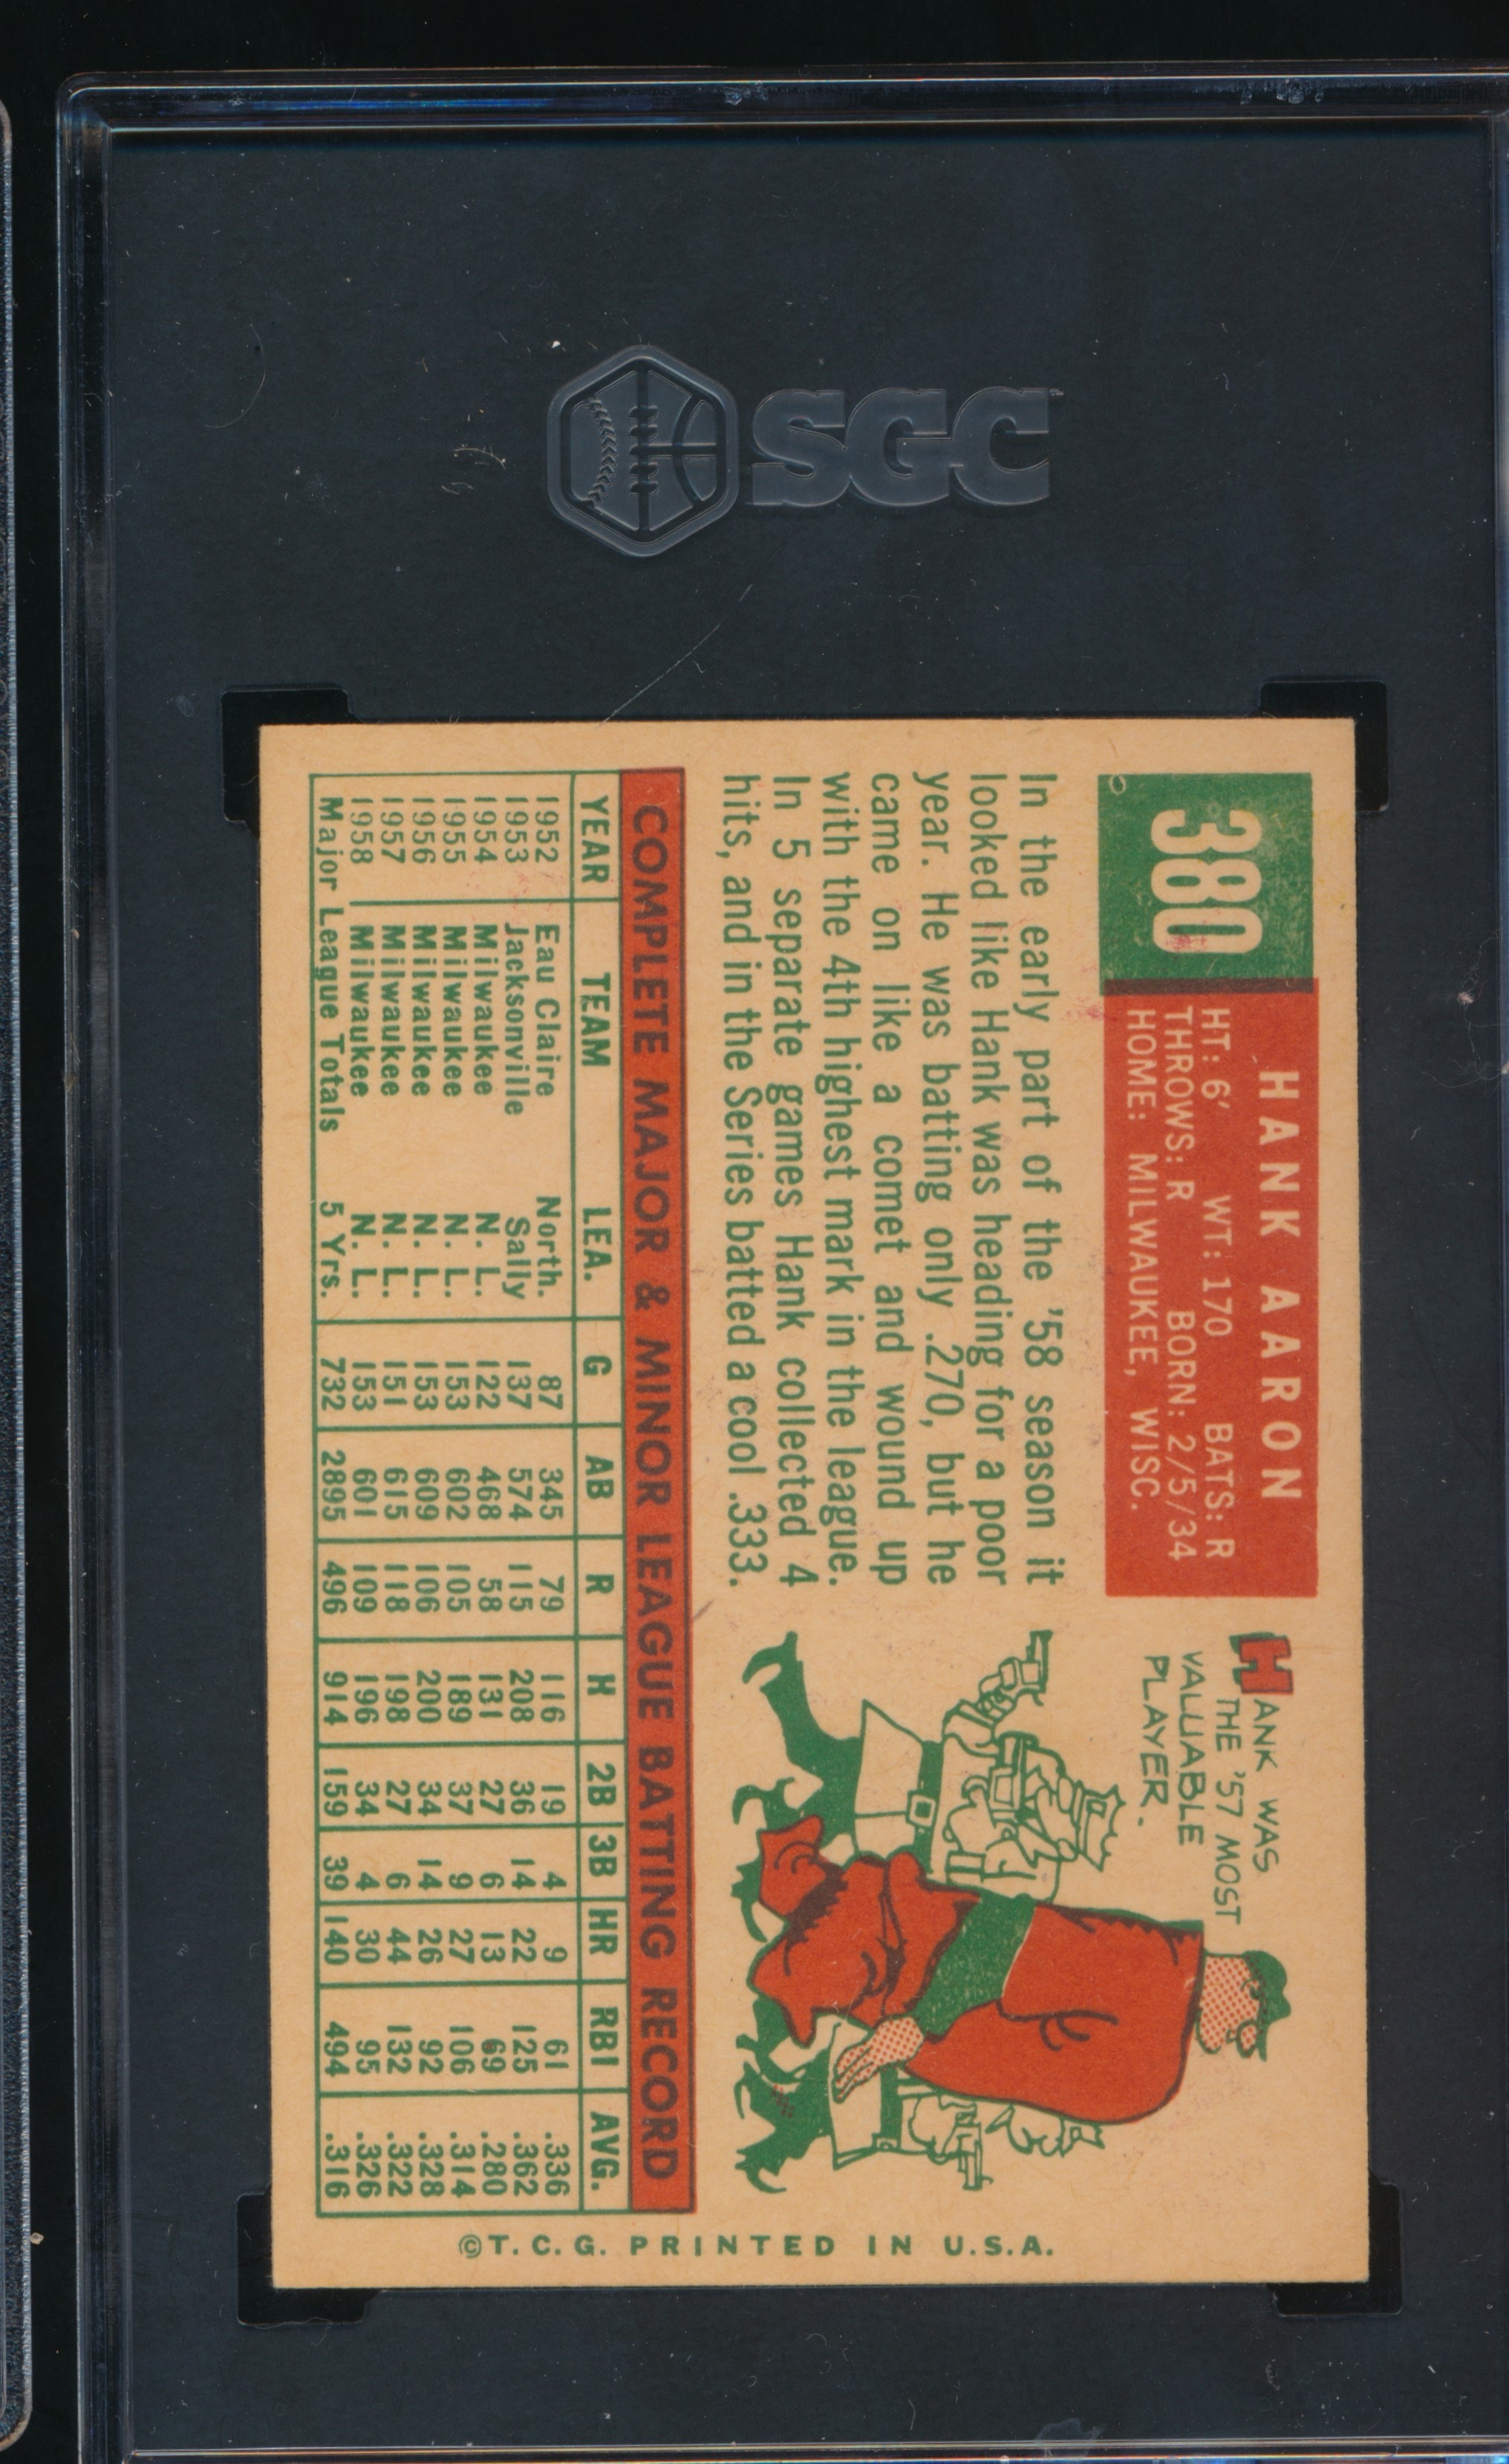 SGC
380
HANK AARON
HT: 6' WT: 170 BATS: R
THROWS: R BORN: 2/5/34
HOME: MILWAUKEE, WISC.
In the early part of the '58 season it
looked like Hank was heading for a poor
year. He was batting only .270, but he
came on like a comet and wound up
with the 4th highest mark in the league.
In 5 separate games Hank collected 4
hits, and in the Series batted a cool .333.
HANK WAS
THE '57 MOST
VALUABLE
PLAYER.
COMPLETE MAJOR & MINOR LEAGUE BATTING RECORD
YEAR TEAM LEA. G AB R H 2B 3B HR RBI AVG.
1952 Eau Claire North. 87 345 79 116 19 4 9 61 .336
1953 Jacksonville Sally 137 574 115 208 36 14 22 125 .362
1954 Milwaukee N. L. 122 468 58 131 27 6 13 69 .280
1955 Milwaukee N. L. 153 602 105 189 37 9 27 106 .314
1956 Milwaukee N. L. 153 609 106 200 34 14 26 92 .328
1957 Milwaukee N. L. 151 615 118 198 27 6 44 132 .322
1958 Milwaukee N. L. 153 601 109 196 34 4 30 95 .326
Major League Totals 5 Yrs. 732 2895 496 914 159 39 140 494 .316
©T. C. G. PRINTED IN U.S.A.